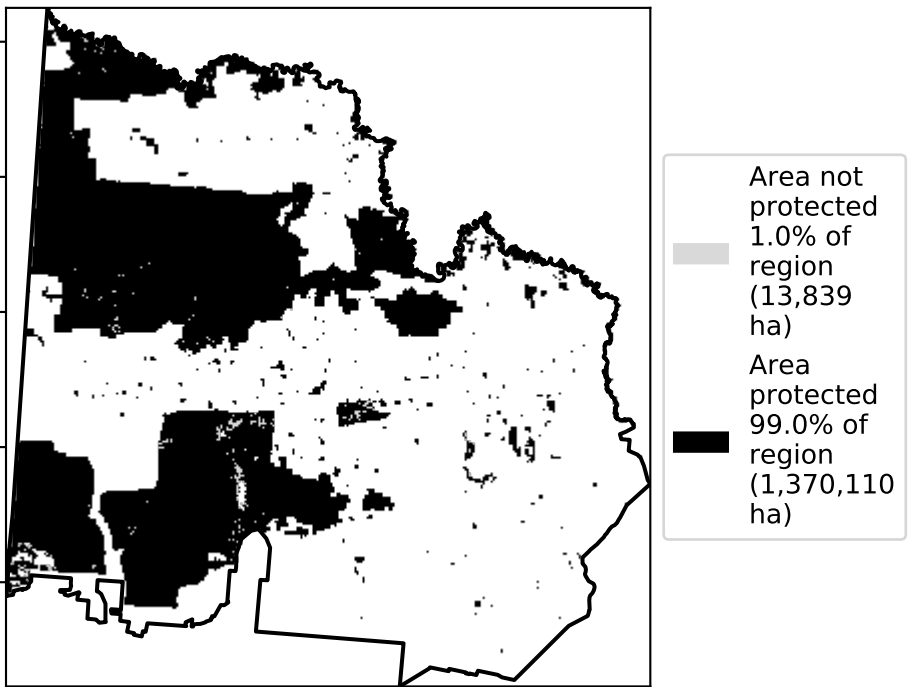 Area not
protected
1.0% of
region
(13,839
ha)
Area
protected
99.0% of
region
(1,370,110
ha)